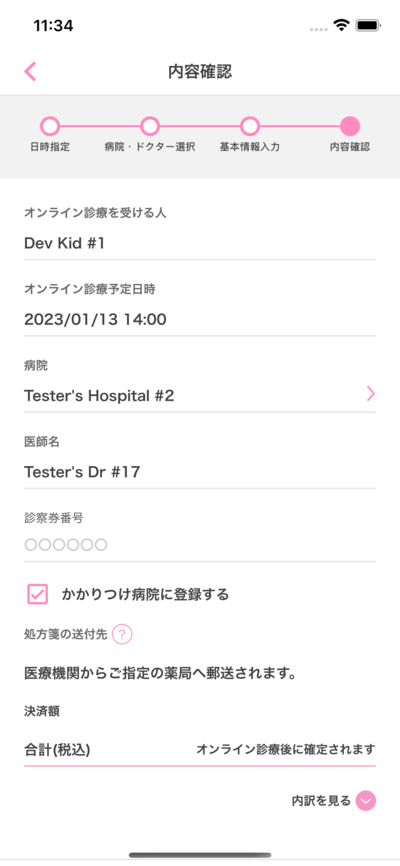 11:34
内容確認
日時指定
病院・ドクター選択
基本情報入力
内容確認
オンライン診療を受ける人
Dev Kid #1
オンライン診療予定日時
2023/01/13 14:00
病院
Tester's Hospital #2
医師名
Tester's Dr #17
診察券番号
○○○○○○
かかりつけ病院に登録する
処方箋の送付先 ?
医療機関からご指定の薬局へ郵送されます。
決済額
合計(税込) オンライン診療後に確定されます
内訳を見る